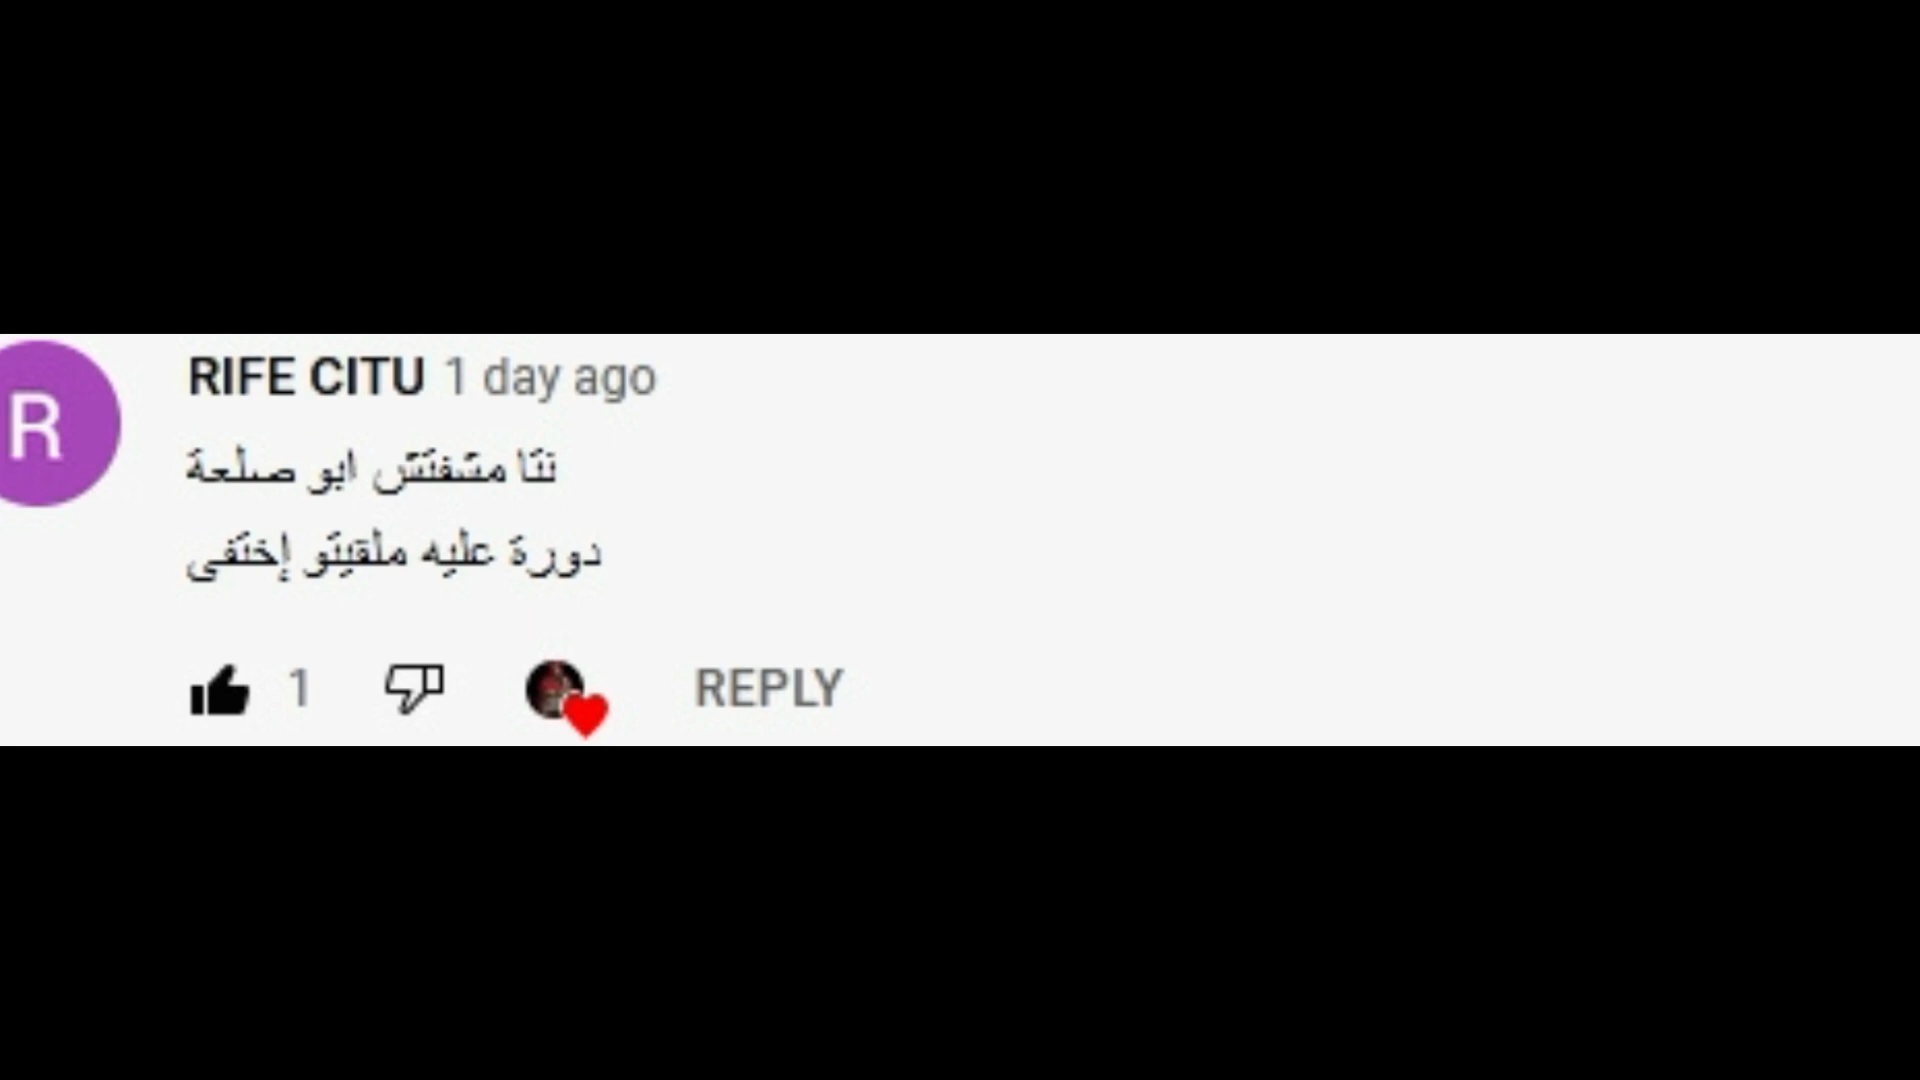 R
RIFE CITU 1 day ago
نتا مشفتش ابو صلعة
دورة عليه ملقيتو إختفى
1 REPLY